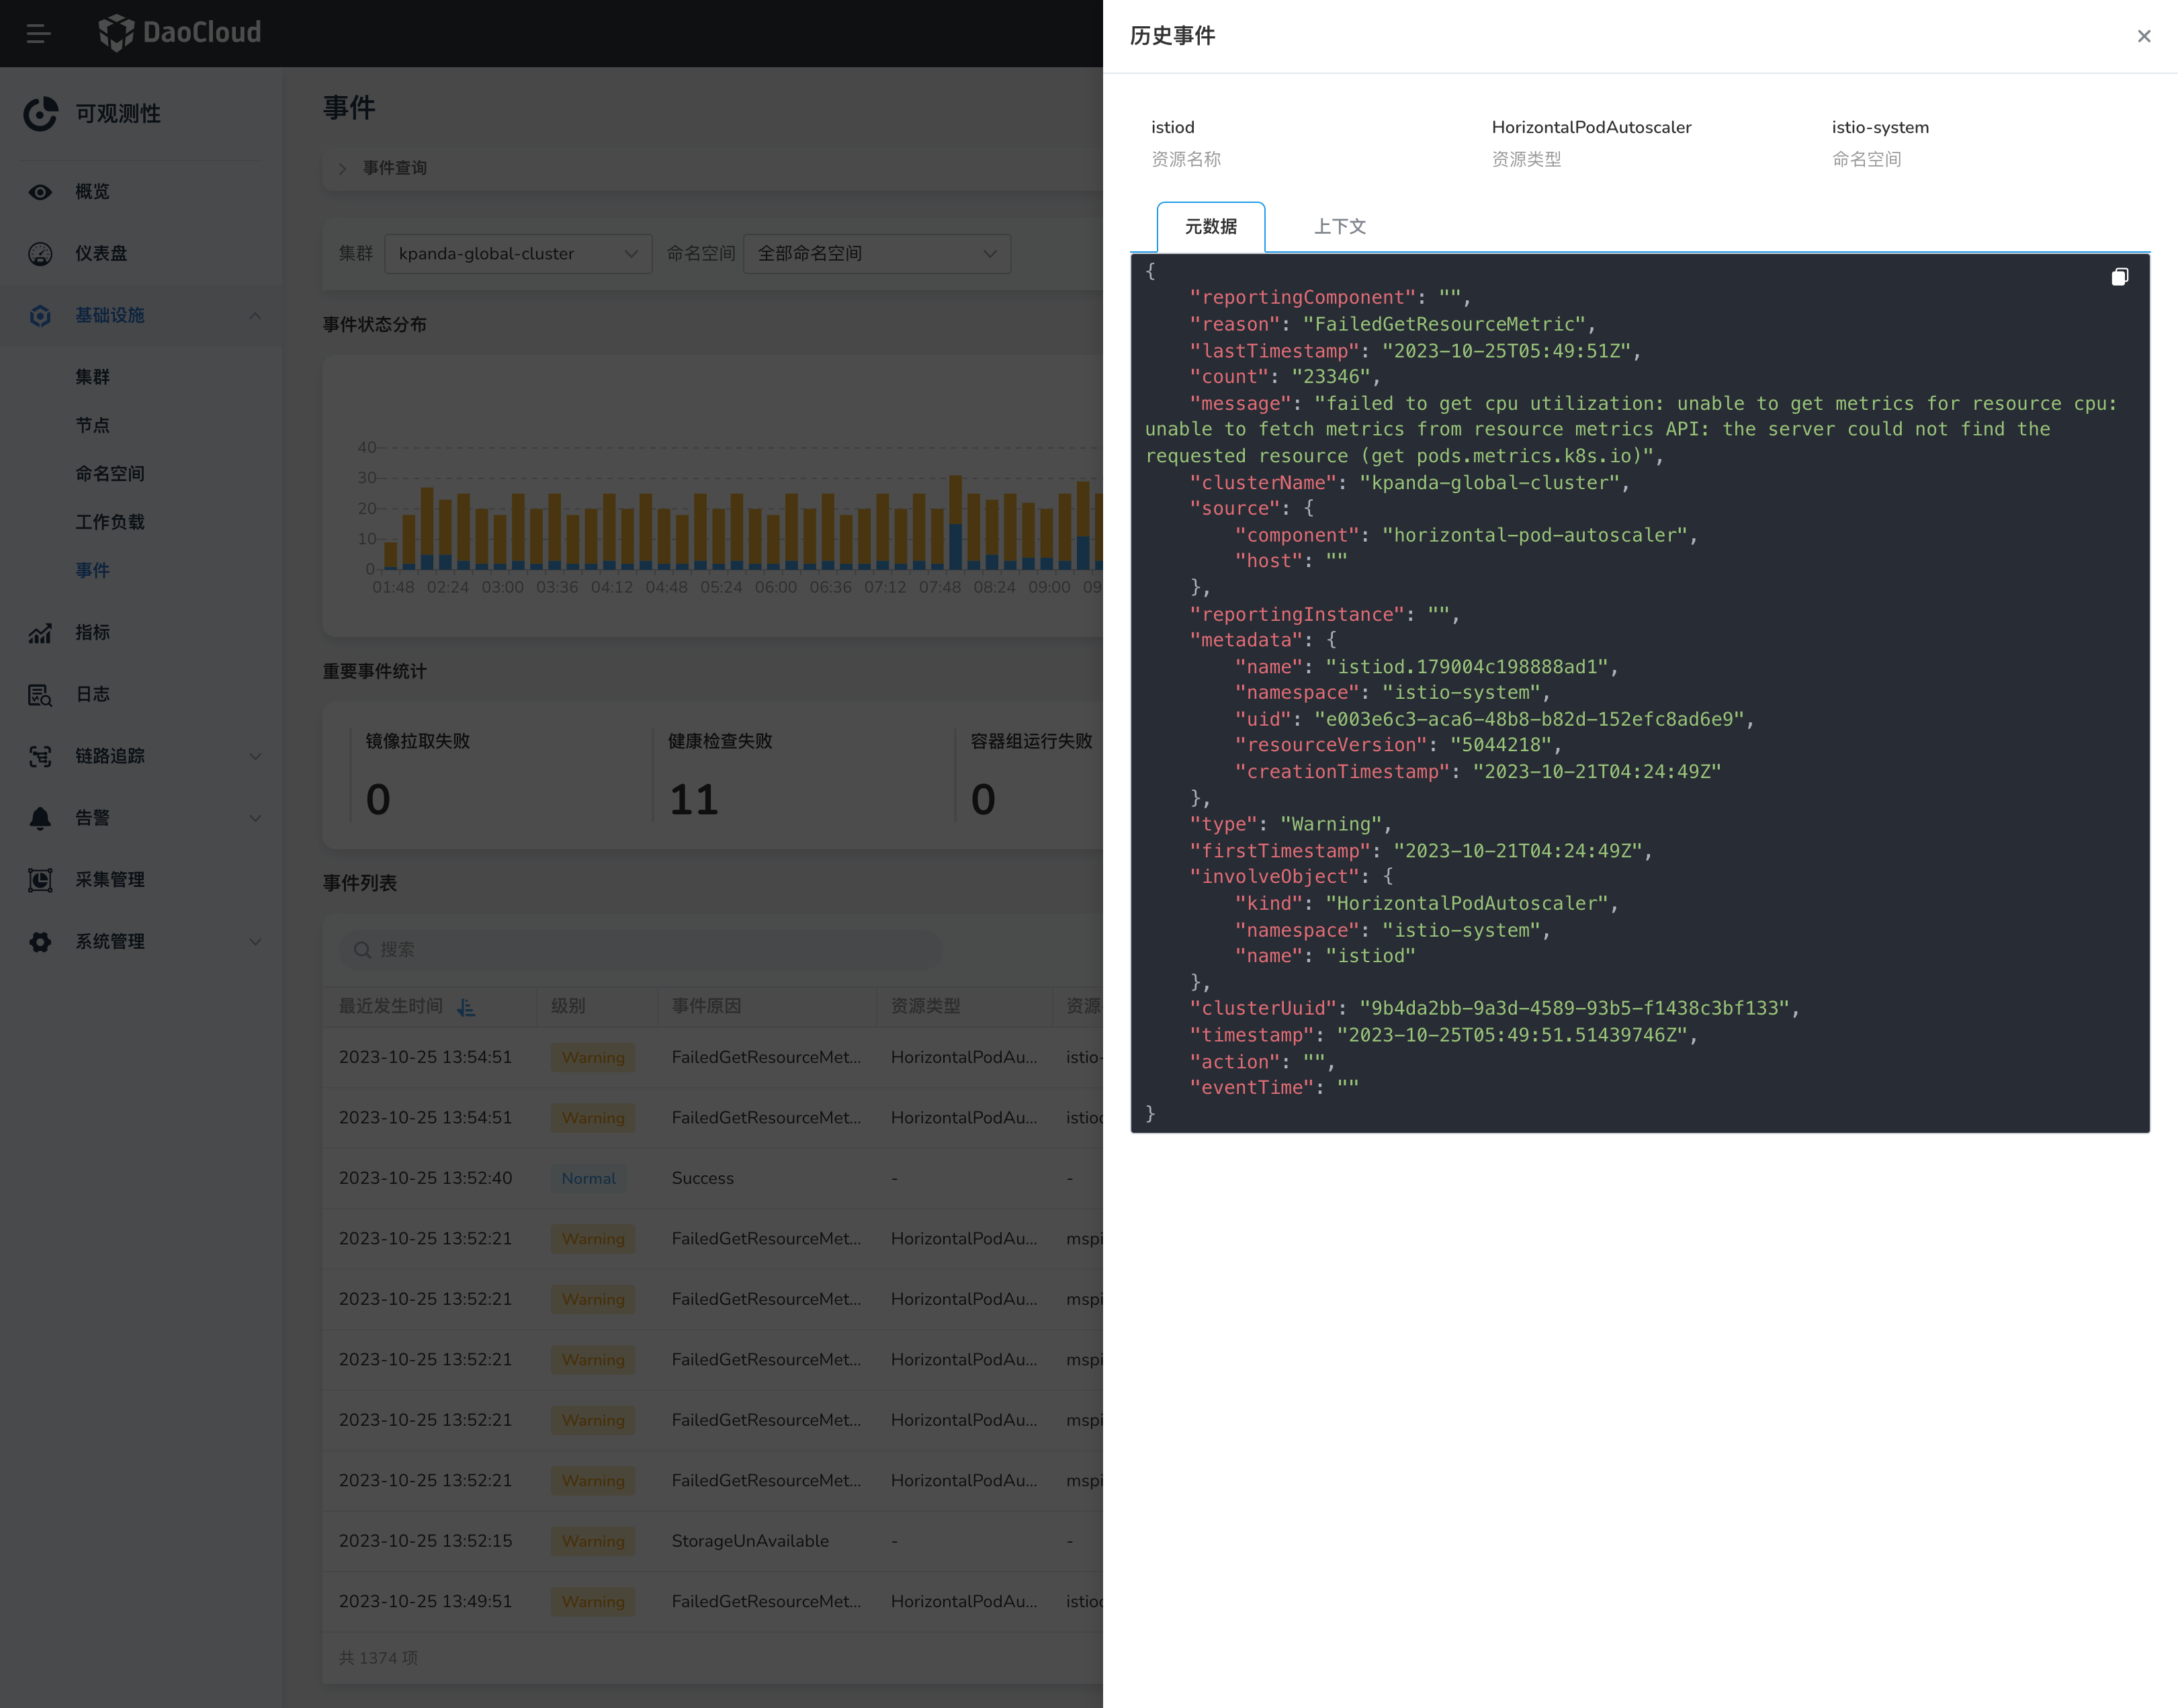 DaoCloud
可观测性
概览
仪表盘
基础设施
集群
节点
命名空间
工作负载
事件
指标
日志
链路追踪
告警
采集管理
系统管理
事件
事件查询
集群 kpanda-global-cluster 命名空间 全部命名空间
事件状态分布
40
30
20
10
0
01:48 02:24 03:00 03:36 04:12 04:48 05:24 06:00 06:36 07:12 07:48 08:24 09:00 09
重要事件统计
镜像拉取失败 健康检查失败 容器组运行失败
0 11 0
事件列表
搜索
最近发生时间 级别 事件原因 资源类型 资源
2023-10-25 13:54:51 Warning FailedGetResourceMet... HorizontalPodAu... istio-
2023-10-25 13:54:51 Warning FailedGetResourceMet... HorizontalPodAu... istiod
2023-10-25 13:52:40 Normal Success - -
2023-10-25 13:52:21 Warning FailedGetResourceMet... HorizontalPodAu... mspi
2023-10-25 13:52:21 Warning FailedGetResourceMet... HorizontalPodAu... mspi
2023-10-25 13:52:21 Warning FailedGetResourceMet... HorizontalPodAu... mspi
2023-10-25 13:52:21 Warning FailedGetResourceMet... HorizontalPodAu... mspi
2023-10-25 13:52:21 Warning FailedGetResourceMet... HorizontalPodAu... mspi
2023-10-25 13:52:15 Warning StorageUnAvailable - -
2023-10-25 13:49:51 Warning FailedGetResourceMet... HorizontalPodAu... istiod
共 1374 项
历史事件
istiod HorizontalPodAutoscaler istio-system
资源名称 资源类型 命名空间
元数据 上下文
{
"reportingComponent": "",
"reason": "FailedGetResourceMetric",
"lastTimestamp": "2023-10-25T05:49:51Z",
"count": "23346",
"message": "failed to get cpu utilization: unable to get metrics for resource cpu:
unable to fetch metrics from resource metrics API: the server could not find the
requested resource (get pods.metrics.k8s.io)",
"clusterName": "kpanda-global-cluster",
"source": {
"component": "horizontal-pod-autoscaler",
"host": ""
},
"reportingInstance": "",
"metadata": {
"name": "istiod.179004c198888ad1",
"namespace": "istio-system",
"uid": "e003e6c3-aca6-48b8-b82d-152efc8ad6e9",
"resourceVersion": "5044218",
"creationTimestamp": "2023-10-21T04:24:49Z"
},
"type": "Warning",
"firstTimestamp": "2023-10-21T04:24:49Z",
"involveObject": {
"kind": "HorizontalPodAutoscaler",
"namespace": "istio-system",
"name": "istiod"
},
"clusterUuid": "9b4da2bb-9a3d-4589-93b5-f1438c3bf133",
"timestamp": "2023-10-25T05:49:51.51439746Z",
"action": "",
"eventTime": ""
}